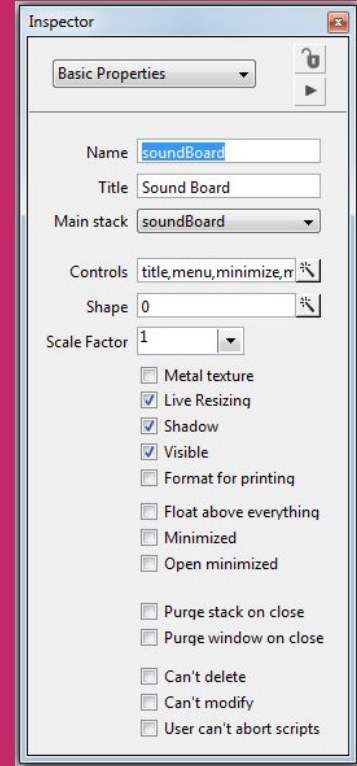 Inspector
Basic Properties
Name soundBoard
Title Sound Board
Main stack soundBoard
Controls title,menu,minimize,m
Shape 0
Scale Factor 1
Metal texture
Live Resizing
Shadow
Visible
Format for printing
Float above everything
Minimized
Open minimized
Purge stack on close
Purge window on close
Can't delete
Can't modify
User can't abort scripts